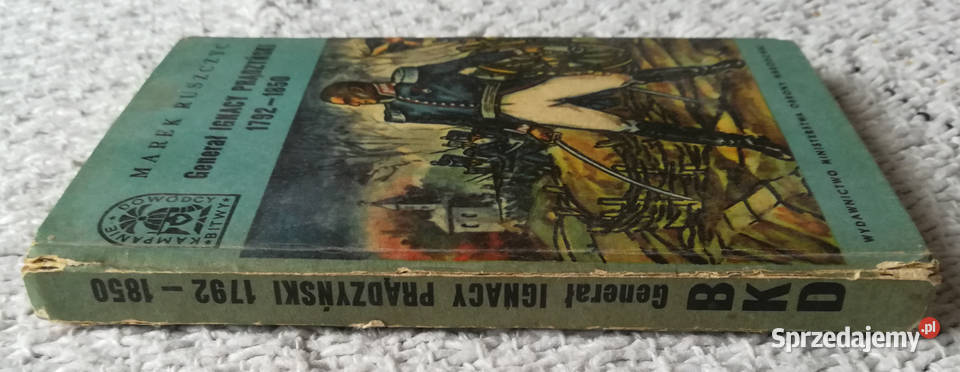 MAREK RUSZCZYC
Generał IGNACY PRĄDZYŃSKI
1792-1850
KAMPANIE • DOWÓDCY • BITWY •
WYDAWNICTWO MINISTERSTWA OBRONY NARODOWEJ
BKD
Generał IGNACY PRĄDZYŃSKI 1792 - 1850
Sprzedajemy.pl